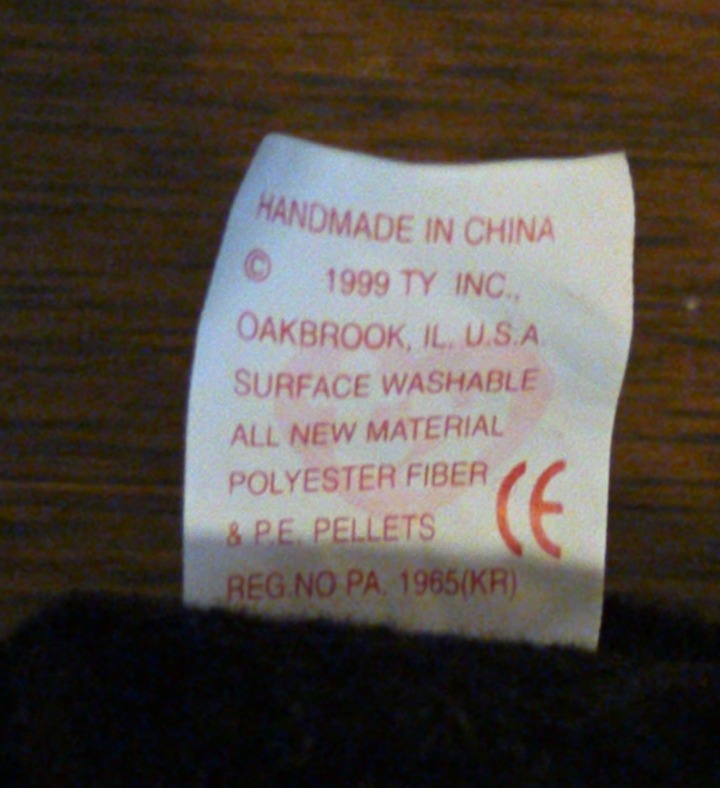 HANDMADE IN CHINA
© 1999 TY INC.,
OAKBROOK, IL. U.S.A.
SURFACE WASHABLE
ALL NEW MATERIAL
POLYESTER FIBER
& P.E. PELLETS
CE
REG.NO PA. 1965(KR)